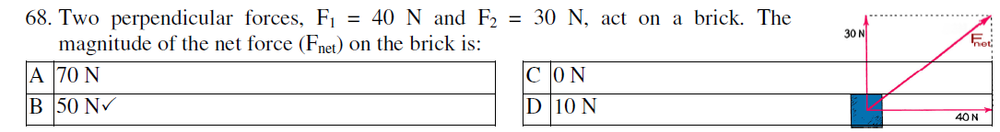 68. Two perpendicular forces, F₁ = 40 N and F₂ = 30 N, act on a brick. The
magnitude of the net force (Fnet) on the brick is:
A 70 N
C 0 N
B 50 N✓
D 10 N
30 N
Fnet
40 N